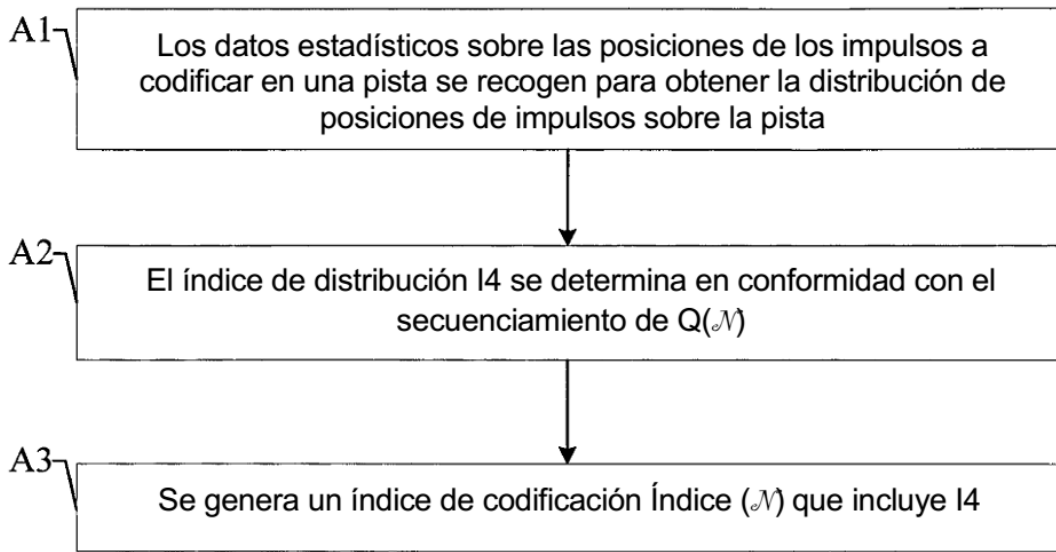 A1
Los datos estadísticos sobre las posiciones de los impulsos a
codificar en una pista se recogen para obtener la distribución de
posiciones de impulsos sobre la pista
A2
El índice de distribución I4 se determina en conformidad con el
secuenciamiento de Q(𝒩)
A3
Se genera un índice de codificación Índice (𝒩) que incluye I4